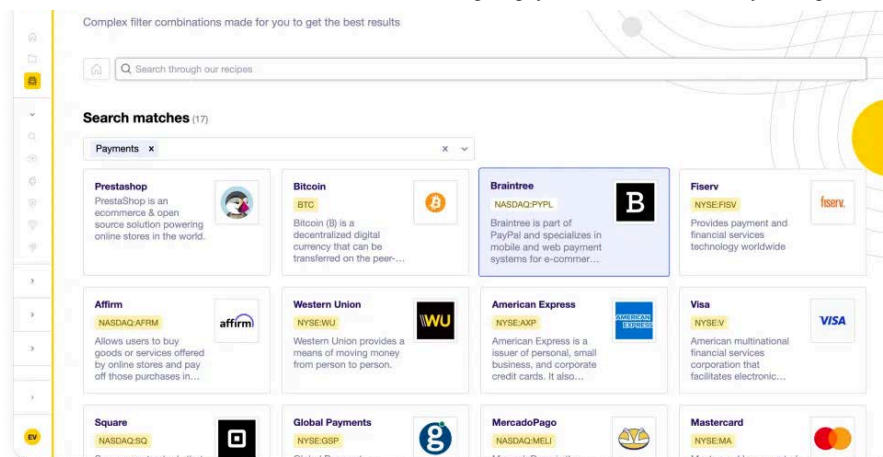 Complex filter combinations made for you to get the best results
Search through our recipes
Search matches (17)
Payments x
x
Prestashop
PrestaShop is an
ecommerce & open
source solution powering
online stores in the world.
Bitcoin
BTC
Bitcoin (₿) is a
decentralized digital
currency that can be
transferred on the peer-...
Braintree
NASDAQ:PYPL
Braintree is part of
PayPal and specializes in
mobile and web payment
systems for e-commer...
B
Fiserv
NYSE:FISV
Provides payment and
financial services
technology worldwide
fiserv.
Affirm
NASDAQ:AFRM
Allows users to buy
goods or services offered
by online stores and pay
off those purchases in...
affirm
Western Union
NYSE:WU
Western Union provides a
means of moving money
from person to person.
WU
American Express
NYSE:AXP
American Express is a
issuer of personal, small
business, and corporate
credit cards. It also...
AMERICAN
EXPRESS
Visa
NYSE:V
American multinational
financial services
corporation that
facilitates electronic...
VISA
Square
NASDAQ:SQ
Global Payments
NYSE:GSP
g
MercadoPago
NASDAQ:MELI
Mastercard
NYSE:MA
EV